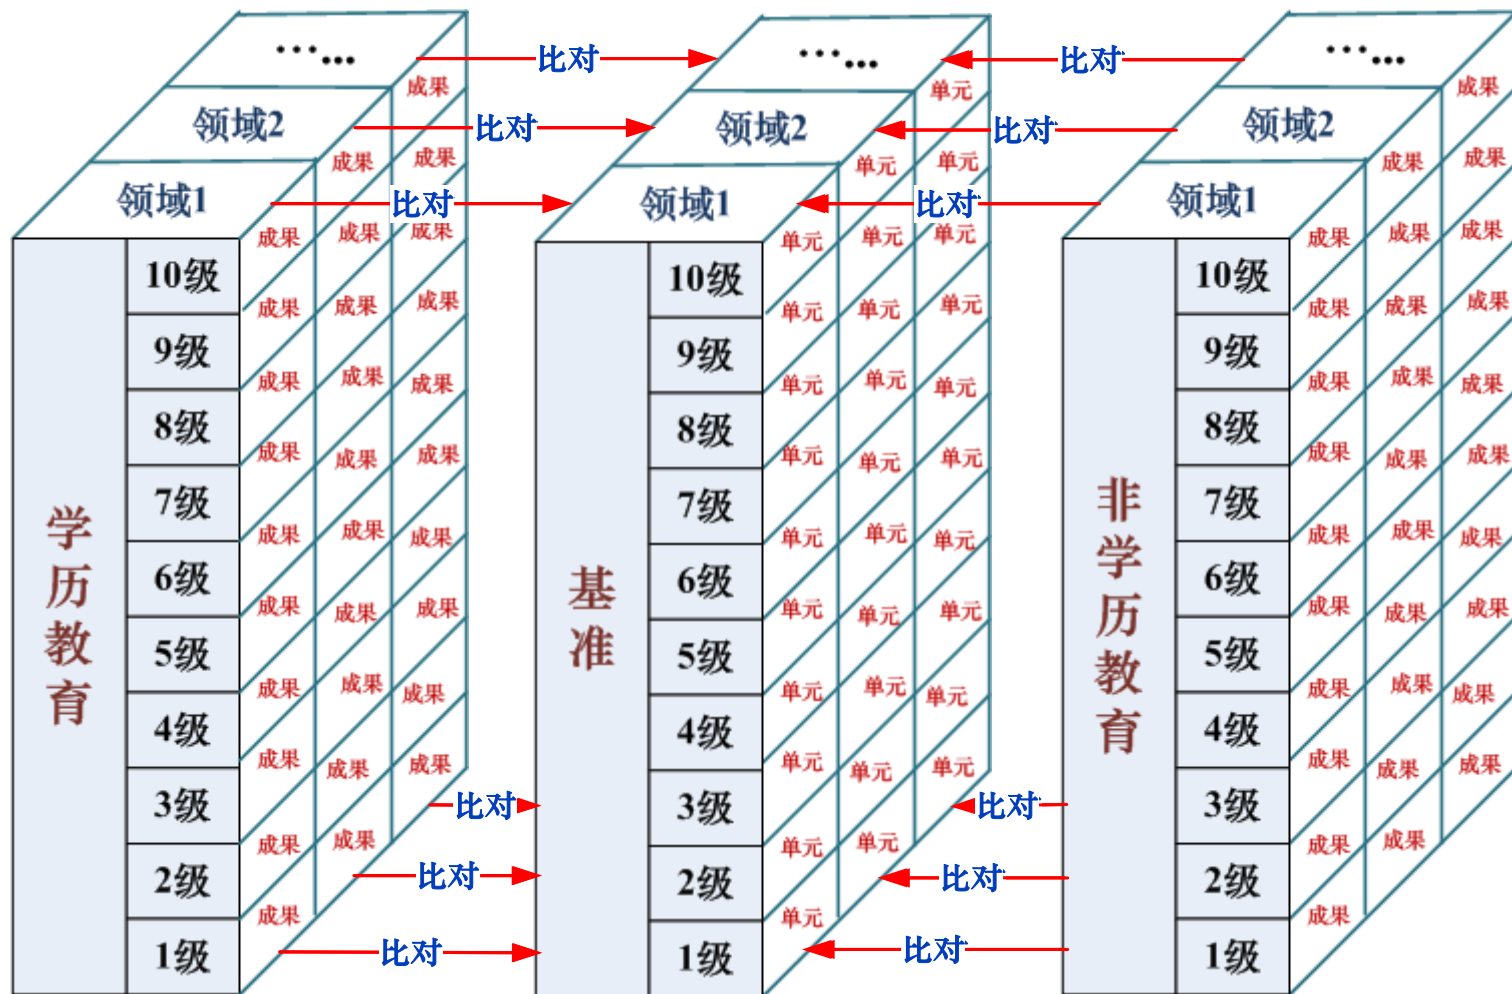 …... 比对 …... 比对 …...
成果 单元 成果
领域2 比对 领域2 比对 领域2
成果 成果 单元 单元 成果 成果
领域1 比对 领域1 比对 领域1
成果 成果 成果 单元 单元 单元 成果 成果 成果
10级 10级 10级
成果 成果 成果 单元 单元 单元 成果 成果 成果
9级 9级 9级
成果 成果 成果 单元 单元 单元 成果 成果 成果
8级 8级 8级
成果 成果 成果 单元 单元 单元 成果 成果 成果
7级 7级 7级
成果 成果 成果 单元 单元 单元 成果 成果 成果
学历教育 基准 非学历教育
6级 6级 6级
成果 成果 成果 单元 单元 单元 成果 成果 成果
5级 5级 5级
成果 成果 成果 单元 单元 单元 成果 成果 成果
4级 4级 4级
成果 成果 成果 单元 单元 单元 成果 成果 成果
3级 比对 3级 比对 3级
成果 成果 单元 单元 成果 成果
2级 比对 2级 比对 2级
成果 单元 成果
1级 比对 1级 比对 1级